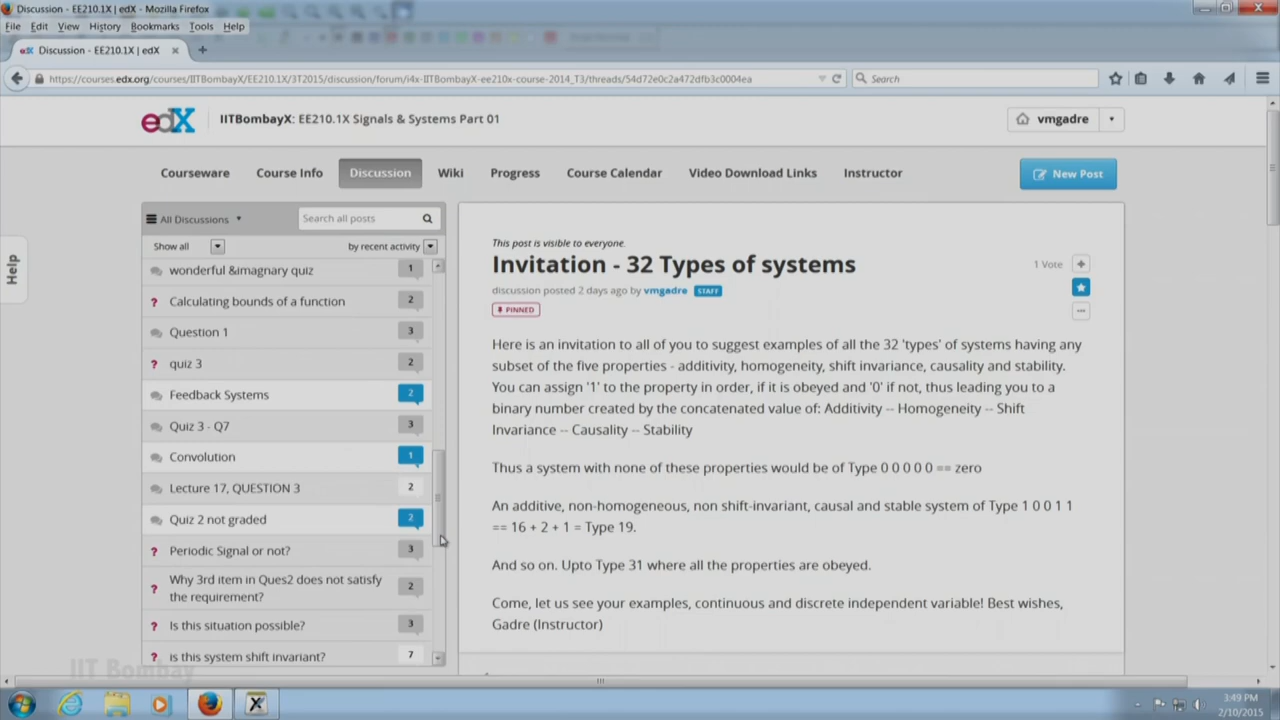 Discussion - EE210.1X | edX - Mozilla Firefox
File Edit View History Bookmarks Tools Help
Discussion - EE210.1X | edX
https://courses.edx.org/courses/IITBombayX/EE210.1X/3T2015/discussion/forum/i4x-IITBombayX-ee210x-course-2014_T3/threads/54d72e0c2a472dfb3c0004ea
Search
edX
IITBombayX: EE210.1X Signals & Systems Part 01
vmgadre
Courseware Course Info Discussion Wiki Progress Course Calendar Video Download Links Instructor
New Post
Help
All Discussions
Search all posts
Show all
by recent activity
wonderful &imagnary quiz 1
? Calculating bounds of a function 2
Question 1 3
? quiz 3 2
Feedback Systems 2
Quiz 3 - Q7 3
Convolution 1
Lecture 17, QUESTION 3 2
Quiz 2 not graded 2
? Periodic Signal or not? 3
? Why 3rd item in Ques2 does not satisfy
the requirement? 2
? Is this situation possible? 3
? is this system shift invariant? 7
This post is visible to everyone.
Invitation - 32 Types of systems
1 Vote
discussion posted 2 days ago by vmgadre STAFF
PINNED
Here is an invitation to all of you to suggest examples of all the 32 'types' of systems having any
subset of the five properties - additivity, homogeneity, shift invariance, causality and stability.
You can assign '1' to the property in order, if it is obeyed and '0' if not, thus leading you to a
binary number created by the concatenated value of: Additivity -- Homogeneity -- Shift
Invariance -- Causality -- Stability
Thus a system with none of these properties would be of Type 0 0 0 0 0 == zero
An additive, non-homogeneous, non shift-invariant, causal and stable system of Type 1 0 0 1 1
== 16 + 2 + 1 = Type 19.
And so on. Upto Type 31 where all the properties are obeyed.
Come, let us see your examples, continuous and discrete independent variable! Best wishes,
Gadre (Instructor)
IIT Bombay
3:49 PM
2/10/2015